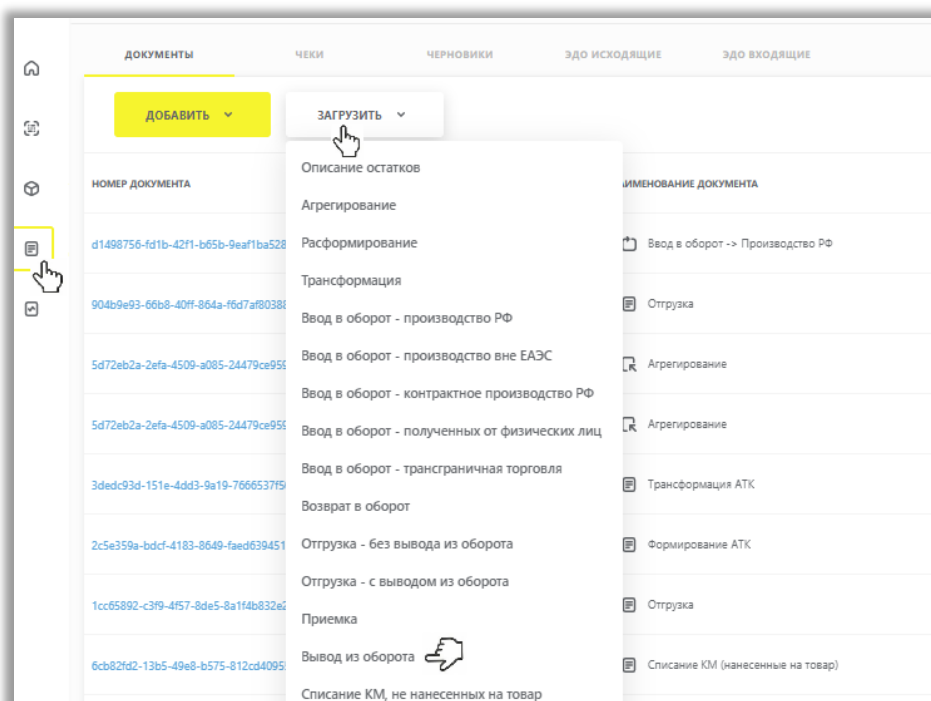 ДОКУМЕНТЫ ЧЕКИ ЧЕРНОВИКИ ЭДО ИСХОДЯЩИЕ ЭДО ВХОДЯЩИЕ
ДОБАВИТЬ ЗАГРУЗИТЬ
Описание остатков
НОМЕР ДОКУМЕНТА ИМЕНОВАНИЕ ДОКУМЕНТА
Агрегирование
d1498756-fd1b-42f1-b65b-9eaf1ba528 Расформирование Ввод в оборот -> Производство РФ
Трансформация
904b9e93-66b8-40ff-864a-f6d7af80388 Отгрузка
Ввод в оборот - производство РФ
Ввод в оборот - производство вне ЕАЭС
5d72eb2a-2efa-4509-a085-24479ce959 Агрегирование
Ввод в оборот - контрактное производство РФ
5d72eb2a-2efa-4509-a085-24479ce959 Ввод в оборот - полученных от физических лиц Агрегирование
Ввод в оборот - трансграничная торговля
3dedc93d-151e-4dd3-9a19-7666537f5 Трансформация АТК
Возврат в оборот
2c5e359a-bdcf-4183-8649-faed639451 Отгрузка - без вывода из оборота Формирование АТК
Отгрузка - с выводом из оборота
1cc65892-c3f9-4f57-8de5-8a1f4b832e2 Отгрузка
Приемка
6cb82fd2-13b5-49e8-b575-812cd4095 Вывод из оборота Списание КМ (нанесенные на товар)
Списание КМ, не нанесенных на товар